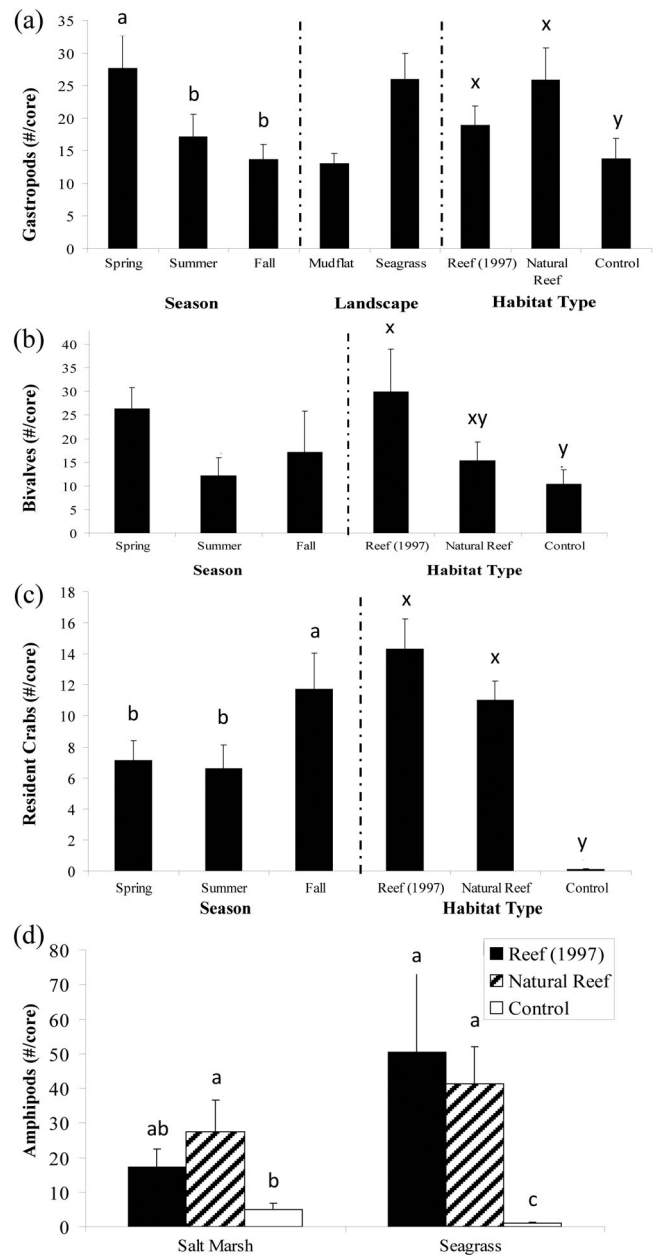 (a)
Gastropods (#/core)
35
30
25
20
15
10
5
0
a
b
b
x
x
y
Spring Summer Fall Mudflat Seagrass Reef (1997) Natural Reef Control
Season Landscape Habitat Type
(b)
Bivalves (#/core)
40
35
30
25
20
15
10
5
0
x
xy
y
Spring Summer Fall Reef (1997) Natural Reef Control
Season Habitat Type
(c)
Resident Crabs (#/core)
18
16
14
12
10
8
6
4
2
0
b
b
a
x
x
y
Spring Summer Fall Reef (1997) Natural Reef Control
Season Habitat Type
(d)
Amphipods (#/core)
80
70
60
50
40
30
20
10
0
Reef (1997)
Natural Reef
Control
ab
a
b
a
a
c
Salt Marsh Seagrass